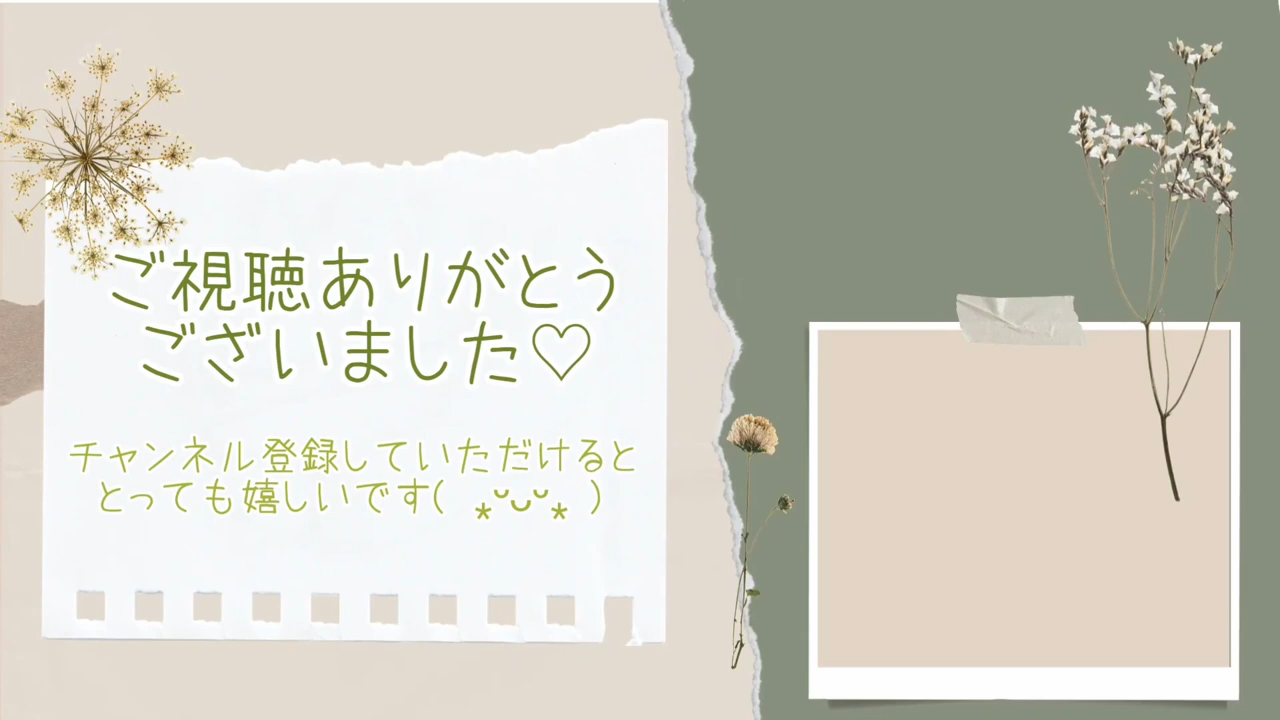 ご視聴ありがとう
ございました♡
チャンネル登録していただけると
とっても嬉しいです( ⁎ᵕᴗᵕ⁎ )